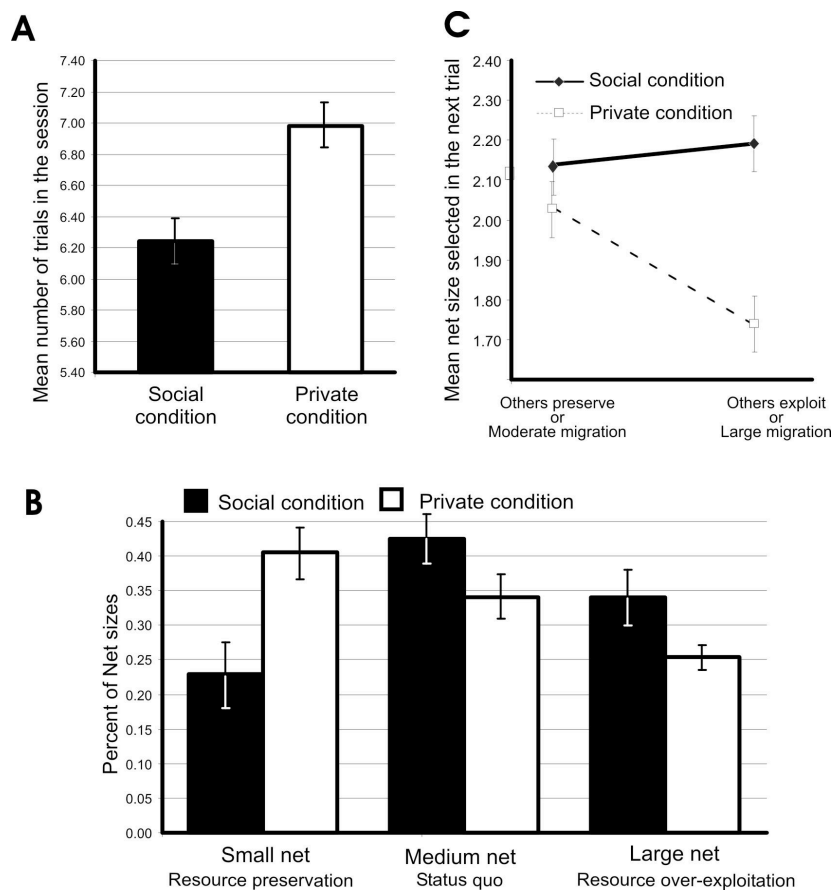 A
Mean number of trials in the session
7.40
7.20
7.00
6.80
6.60
6.40
6.20
6.00
5.80
5.60
5.40
Social
condition
Private
condition
C
Mean net size selected in the next trial
2.40
2.30
2.20
2.10
2.00
1.90
1.80
1.70
Social condition
Private condition
Others preserve
or
Moderate migration
Others exploit
or
Large migration
B
Social condition
Private condition
Percent of Net sizes
0.45
0.40
0.35
0.30
0.25
0.20
0.15
0.10
0.05
0.00
Small net
Resource preservation
Medium net
Status quo
Large net
Resource over-exploitation